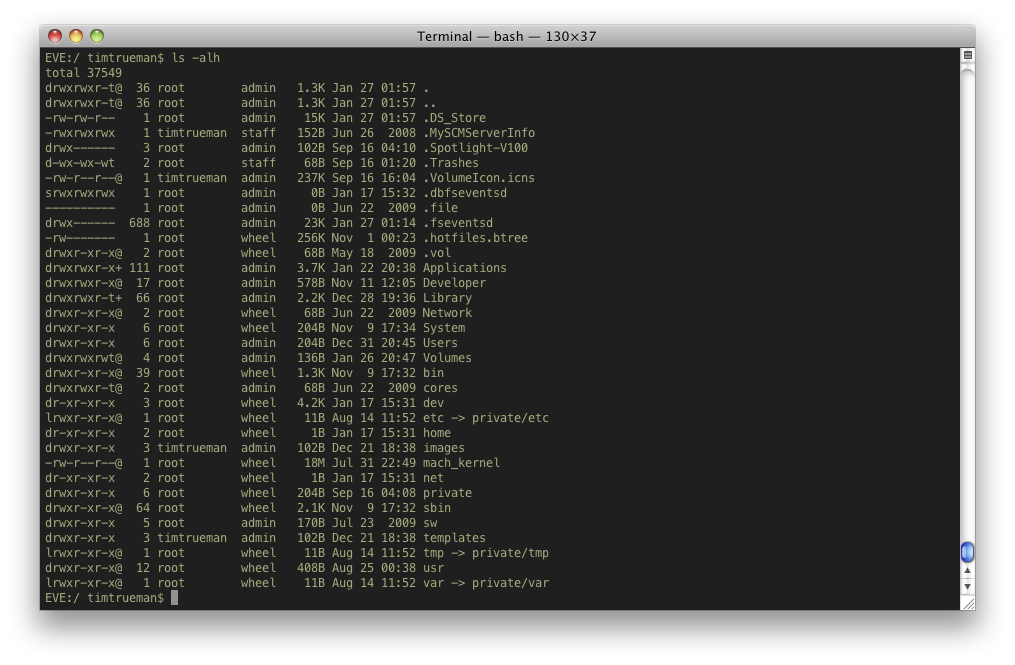 Terminal — bash — 130×37
EVE:/ timtrueman$ ls -alh
total 37549
drwxrwxr-t@  36 root        admin   1.3K Jan 27 01:57 .
drwxrwxr-t@  36 root        admin   1.3K Jan 27 01:57 ..
-rw-rw-r--    1 root        admin    15K Jan 27 01:57 .DS_Store
-rwxrwxrwx    1 timtrueman  staff   152B Jun 26  2008 .MySCMServerInfo
drwx------    3 root        admin   102B Sep 16 04:10 .Spotlight-V100
d-wx-wx-wt    2 root        staff    68B Sep 16 01:20 .Trashes
-rw-r--r--@   1 timtrueman  admin   237K Sep 16 16:04 .VolumeIcon.icns
srwxrwxrwx    1 root        admin     0B Jan 17 15:32 .dbfseventsd
----------    1 root        admin     0B Jun 22  2009 .file
drwx------  688 root        admin    23K Jan 27 01:14 .fseventsd
-rw-------    1 root        wheel   256K Nov  1 00:23 .hotfiles.btree
drwxr-xr-x@   2 root        wheel    68B May 18  2009 .vol
drwxrwxr-x+ 111 root        admin   3.7K Jan 22 20:38 Applications
drwxrwxr-x@  17 root        admin   578B Nov 11 12:05 Developer
drwxrwxr-t+  66 root        admin   2.2K Dec 28 19:36 Library
drwxr-xr-x@   2 root        wheel    68B Jun 22  2009 Network
drwxr-xr-x    6 root        wheel   204B Nov  9 17:34 System
drwxr-xr-x    6 root        admin   204B Dec 31 20:45 Users
drwxrwxrwt@   4 root        admin   136B Jan 26 20:47 Volumes
drwxr-xr-x@  39 root        wheel   1.3K Nov  9 17:32 bin
drwxrwxr-t@   2 root        admin    68B Jun 22  2009 cores
dr-xr-xr-x    3 root        wheel   4.2K Jan 17 15:31 dev
lrwxr-xr-x@   1 root        wheel    11B Aug 14 11:52 etc -> private/etc
dr-xr-xr-x    2 root        wheel     1B Jan 17 15:31 home
drwxr-xr-x    3 timtrueman  admin   102B Dec 21 18:38 images
-rw-r--r--@   1 root        wheel    18M Jul 31 22:49 mach_kernel
dr-xr-xr-x    2 root        wheel     1B Jan 17 15:31 net
drwxr-xr-x    6 root        wheel   204B Sep 16 04:08 private
drwxr-xr-x@  64 root        wheel   2.1K Nov  9 17:32 sbin
drwxr-xr-x    5 root        admin   170B Jul 23  2009 sw
drwxr-xr-x    3 timtrueman  admin   102B Dec 21 18:38 templates
lrwxr-xr-x@   1 root        wheel    11B Aug 14 11:52 tmp -> private/tmp
drwxr-xr-x@  12 root        wheel   408B Aug 25 00:38 usr
lrwxr-xr-x@   1 root        wheel    11B Aug 14 11:52 var -> private/var
EVE:/ timtrueman$